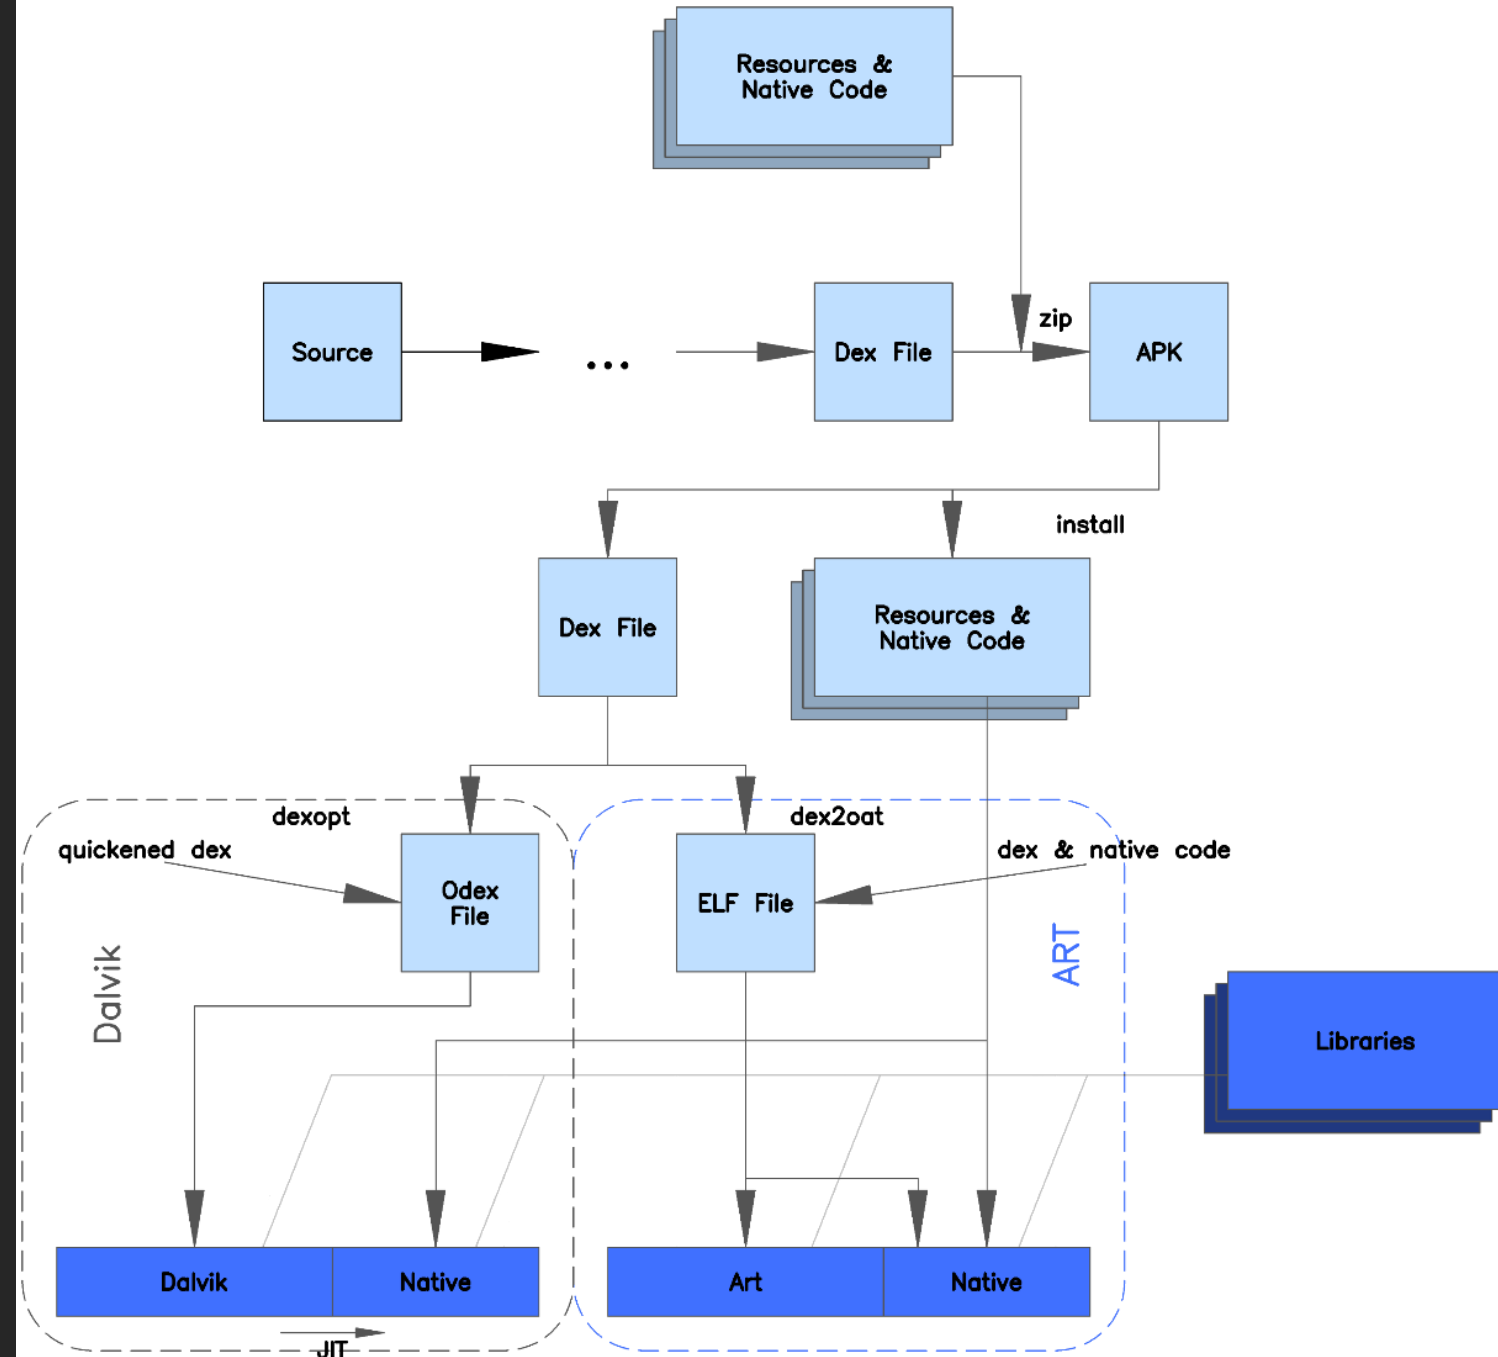 Resources &
Native Code
zip
Source
...
Dex File
APK
install
Dex File
Resources &
Native Code
dexopt
dex2oat
quickened dex
dex & native code
Odex
File
ELF File
Dalvik
ART
Libraries
Dalvik
Native
Art
Native
JIT